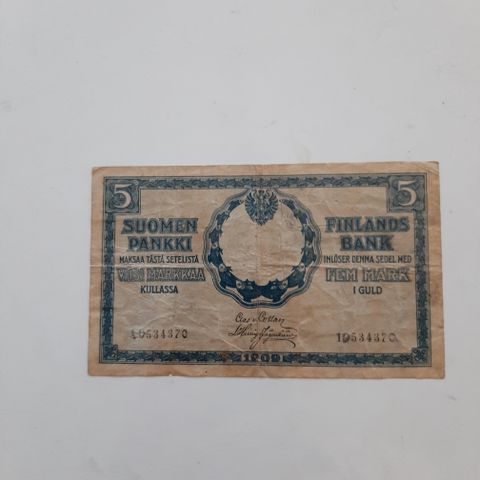 5 5
SUOMEN PANKKI
MAKSAA TÄSTÄ SETELISTÄ
VIISI MARKKAA
KULLASSA
FINLANDS BANK
INLÖSER DENNA SEDEL MED
FEM MARK
I GULD
19534370 19534370
1909